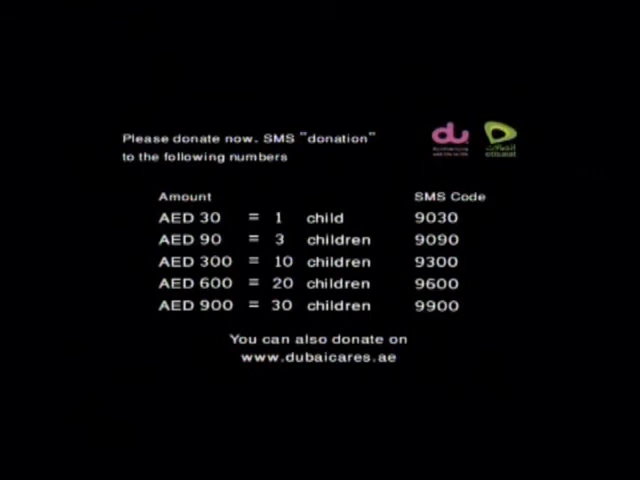 Please donate now. SMS "donation"
to the following numbers
du
اتصالات
etisalat
Amount SMS Code
AED 30 = 1 child 9030
AED 90 = 3 children 9090
AED 300 = 10 children 9300
AED 600 = 20 children 9600
AED 900 = 30 children 9900
You can also donate on
www.dubaicares.ae